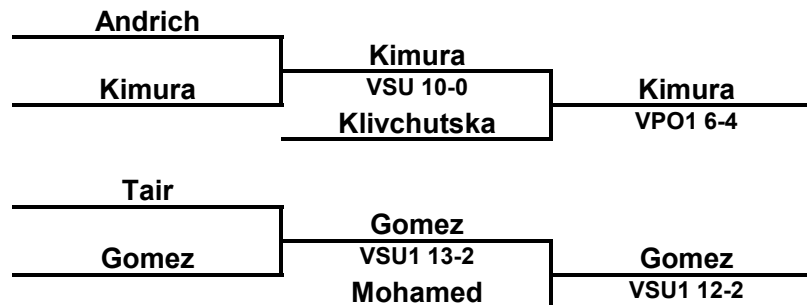 Andrich
Kimura
Kimura
VSU 10-0
Kimura
Klivchutska
VPO1 6-4
Tair
Gomez
Gomez
VSU1 13-2
Gomez
Mohamed
VSU1 12-2